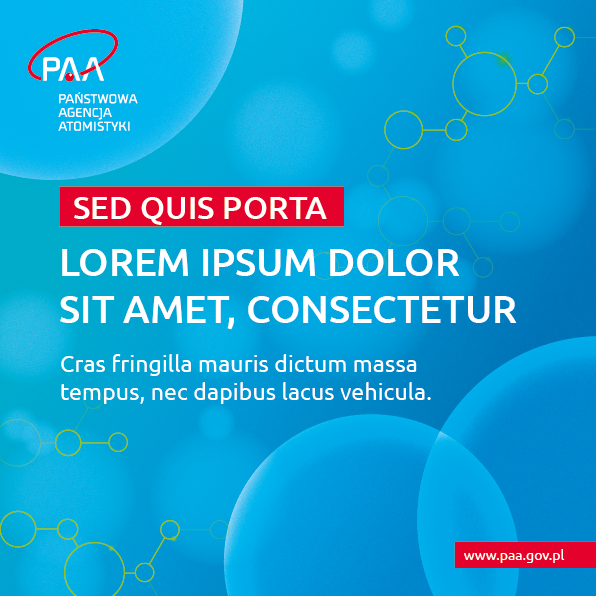 PAA
PAŃSTWOWA
AGENCJA
ATOMISTYKI
SED QUIS PORTA
LOREM IPSUM DOLOR
SIT AMET, CONSECTETUR
Cras fringilla mauris dictum massa
tempus, nec dapibus lacus vehicula.
www.paa.gov.pl